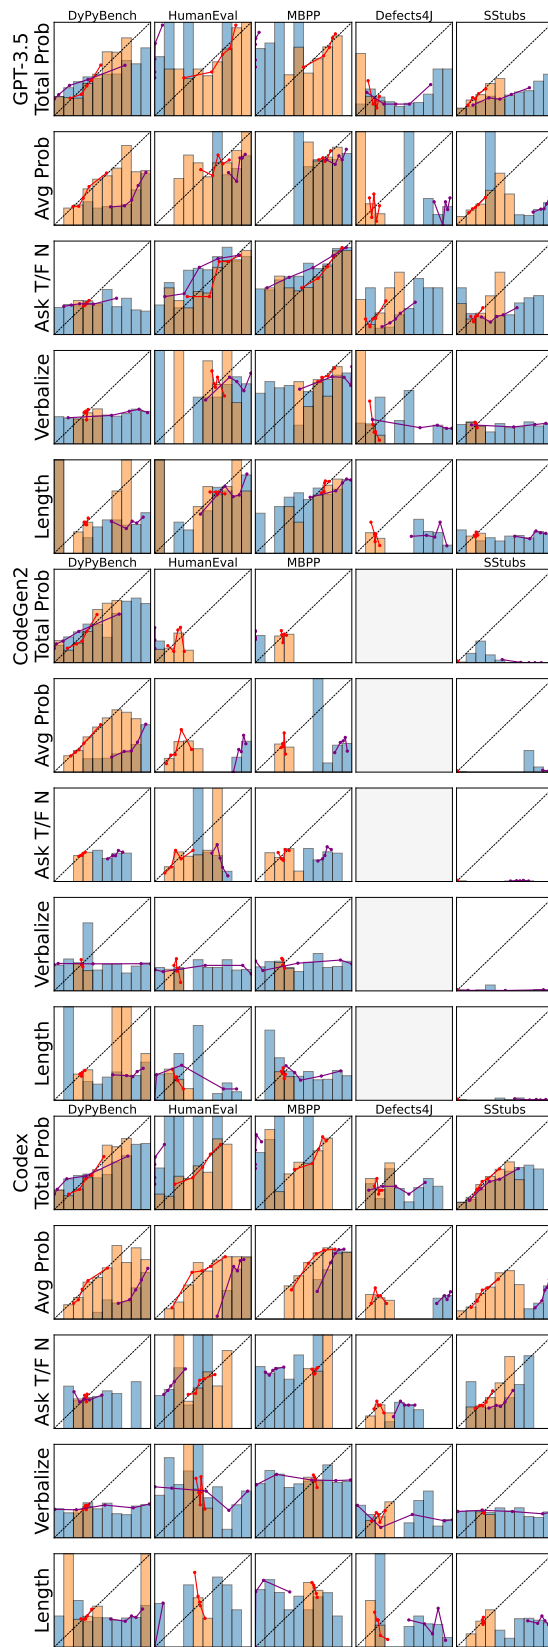 DyPyBench HumanEval MBPP Defects4J SStubs
GPT-3.5
Total Prob
Avg Prob
Ask T/F N
Verbalize
Length
DyPyBench HumanEval MBPP SStubs
CodeGen2
Total Prob
Avg Prob
Ask T/F N
Verbalize
Length
DyPyBench HumanEval MBPP Defects4J SStubs
Codex
Total Prob
Avg Prob
Ask T/F N
Verbalize
Length